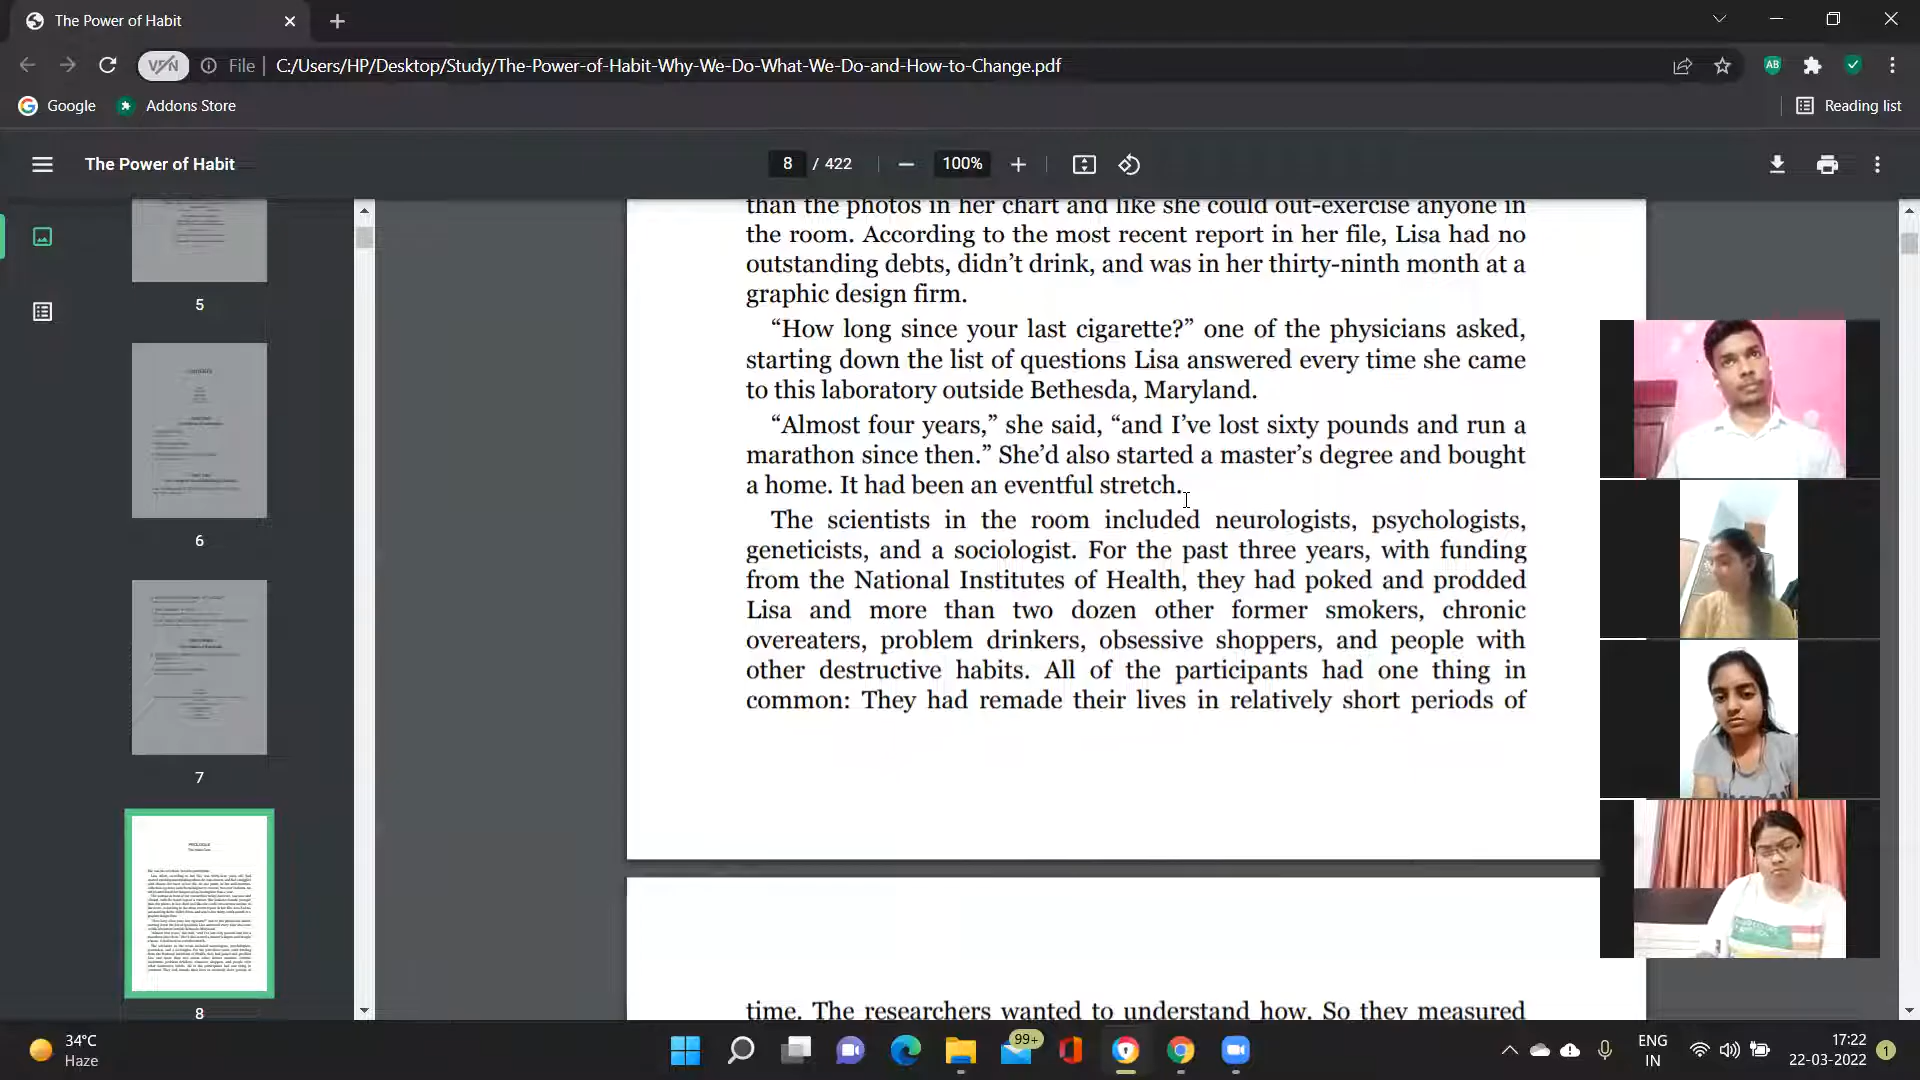 The Power of Habit
VPN
File
C:/Users/HP/Desktop/Study/The-Power-of-Habit-Why-We-Do-What-We-Do-and-How-to-Change.pdf
AB
Google
Addons Store
Reading list
The Power of Habit
8 / 422
100%
5
6
7
PROLOGUE
8
than the photos in her chart and like she could out-exercise anyone in
the room. According to the most recent report in her file, Lisa had no
outstanding debts, didn’t drink, and was in her thirty-ninth month at a
graphic design firm.
“How long since your last cigarette?” one of the physicians asked,
starting down the list of questions Lisa answered every time she came
to this laboratory outside Bethesda, Maryland.
“Almost four years,” she said, “and I’ve lost sixty pounds and run a
marathon since then.” She’d also started a master’s degree and bought
a home. It had been an eventful stretch.
The scientists in the room included neurologists, psychologists,
geneticists, and a sociologist. For the past three years, with funding
from the National Institutes of Health, they had poked and prodded
Lisa and more than two dozen other former smokers, chronic
overeaters, problem drinkers, obsessive shoppers, and people with
other destructive habits. All of the participants had one thing in
common: They had remade their lives in relatively short periods of
time. The researchers wanted to understand how. So they measured
34°C
Haze
99+
ENG
IN
17:22
22-03-2022
1